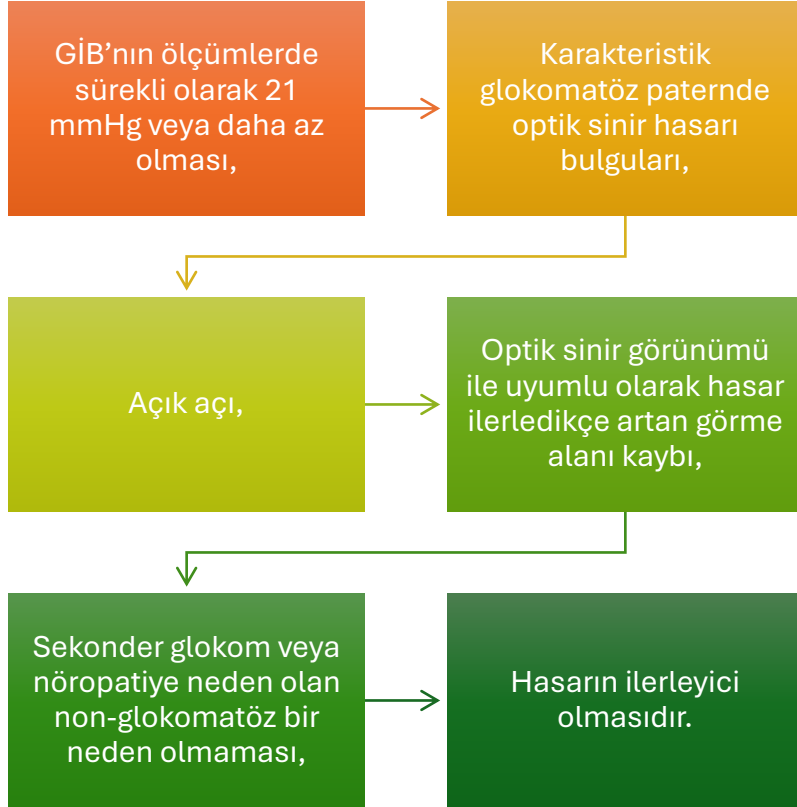 GİB’nın ölçümlerde
sürekli olarak 21
mmHg veya daha az
olması,
Karakteristik
glokomatöz paternde
optik sinir hasarı
bulguları,
Açık açı,
Optik sinir görünümü
ile uyumlu olarak hasar
ilerledikçe artan görme
alanı kaybı,
Sekonder glokom veya
nöropatiye neden olan
non-glokomatöz bir
neden olmaması,
Hasarın ilerleyici
olmasıdır.